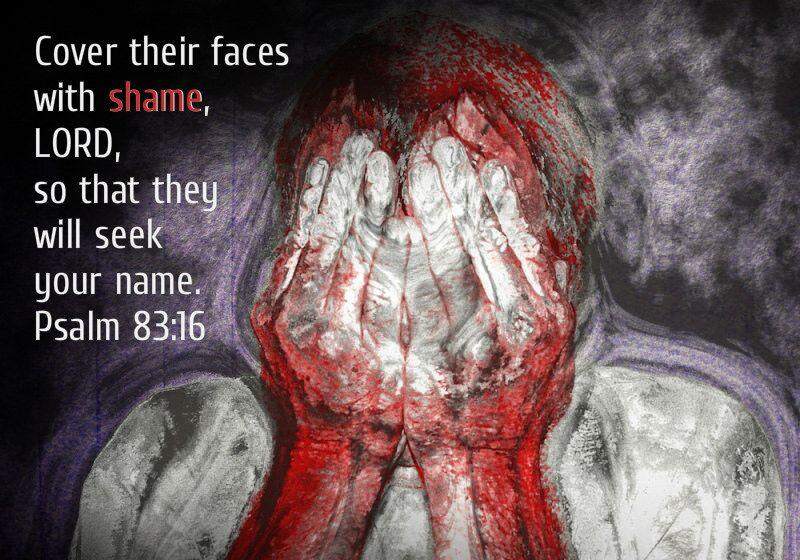 Cover their faces
with shame,
LORD,
so that they
will seek
your name.
Psalm 83:16